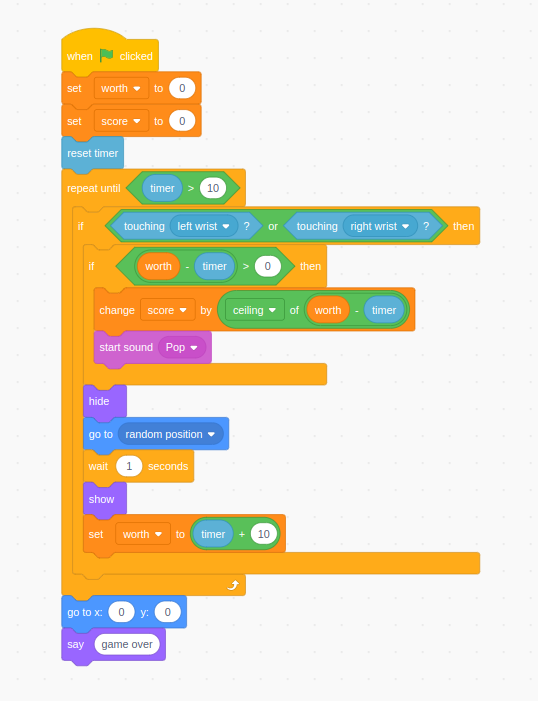 when clicked
set worth to 0
set score to 0
reset timer
repeat until timer > 10
if touching left wrist ? or touching right wrist ? then
if worth - timer > 0 then
change score by ceiling of worth - timer
start sound Pop
hide
go to random position
wait 1 seconds
show
set worth to timer + 10
go to x: 0 y: 0
say game over